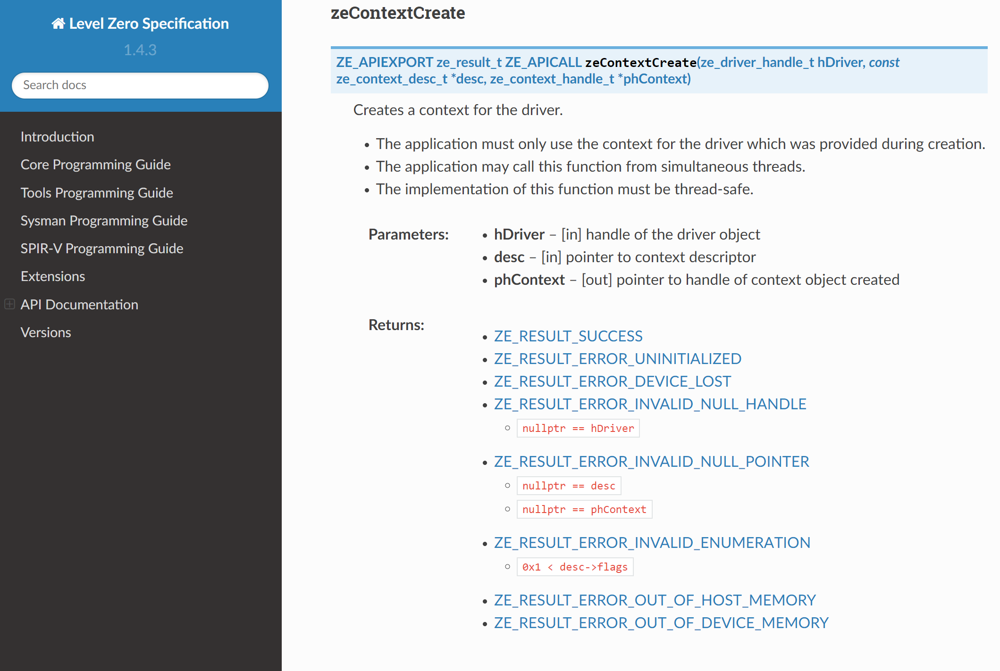 Level Zero Specification
1.4.3
Search docs
Introduction
Core Programming Guide
Tools Programming Guide
Sysman Programming Guide
SPIR-V Programming Guide
Extensions
API Documentation
Versions
zeContextCreate
ZE_APIEXPORT ze_result_t ZE_APICALL zeContextCreate(ze_driver_handle_t hDriver, const
ze_context_desc_t *desc, ze_context_handle_t *phContext)
Creates a context for the driver.
• The application must only use the context for the driver which was provided during creation.
• The application may call this function from simultaneous threads.
• The implementation of this function must be thread-safe.
Parameters:
• hDriver – [in] handle of the driver object
• desc – [in] pointer to context descriptor
• phContext – [out] pointer to handle of context object created
Returns:
• ZE_RESULT_SUCCESS
• ZE_RESULT_ERROR_UNINITIALIZED
• ZE_RESULT_ERROR_DEVICE_LOST
• ZE_RESULT_ERROR_INVALID_NULL_HANDLE
◦ nullptr == hDriver
• ZE_RESULT_ERROR_INVALID_NULL_POINTER
◦ nullptr == desc
◦ nullptr == phContext
• ZE_RESULT_ERROR_INVALID_ENUMERATION
◦ 0x1 < desc->flags
• ZE_RESULT_ERROR_OUT_OF_HOST_MEMORY
• ZE_RESULT_ERROR_OUT_OF_DEVICE_MEMORY